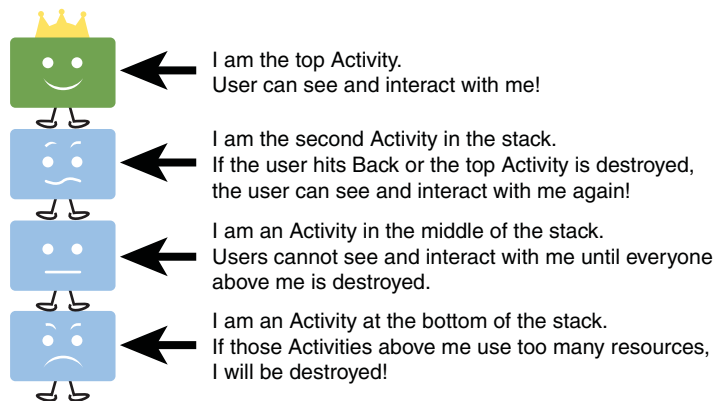 I am the top Activity.
User can see and interact with me!
I am the second Activity in the stack.
If the user hits Back or the top Activity is destroyed,
the user can see and interact with me again!
I am an Activity in the middle of the stack.
Users cannot see and interact with me until everyone
above me is destroyed.
I am an Activity at the bottom of the stack.
If those Activities above me use too many resources,
I will be destroyed!